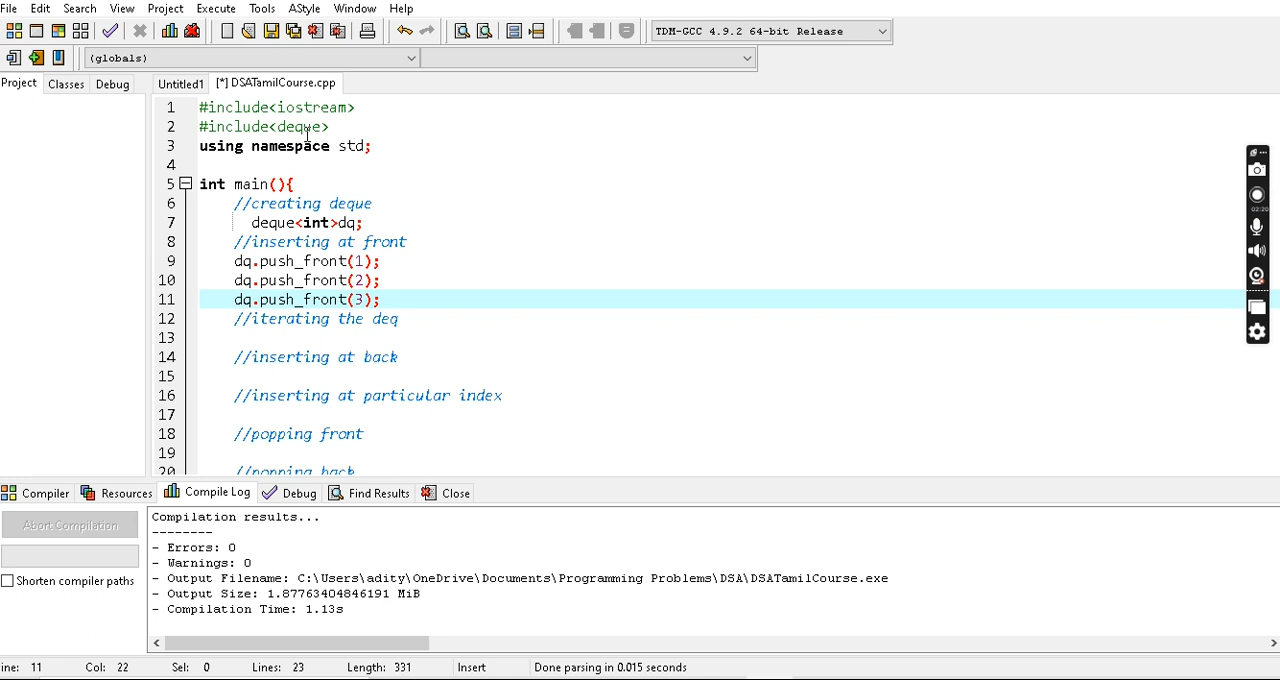 File Edit Search View Project Execute Tools AStyle Window Help
TDM-GCC 4.9.2 64-bit Release
(globals)
Project Classes Debug Untitled1 [*] DSATamilCourse.cpp
1 #include<iostream>
2 #include<deque>
3 using namespace std;
4
5 int main(){
6 //creating deque
7 deque<int>dq;
8 //inserting at front
9 dq.push_front(1);
10 dq.push_front(2);
11 dq.push_front(3);
12 //iterating the deq
13
14 //inserting at back
15
16 //inserting at particular index
17
18 //popping front
19
20 //popping back
02:20
Compiler Resources Compile Log Debug Find Results Close
Abort Compilation
Shorten compiler paths
Compilation results...
--------
- Errors: 0
- Warnings: 0
- Output Filename: C:\Users\adity\OneDrive\Documents\Programming Problems\DSA\DSATamilCourse.exe
- Output Size: 1.87763404846191 MiB
- Compilation Time: 1.13s
ine: 11 Col: 22 Sel: 0 Lines: 23 Length: 331 Insert Done parsing in 0.015 seconds